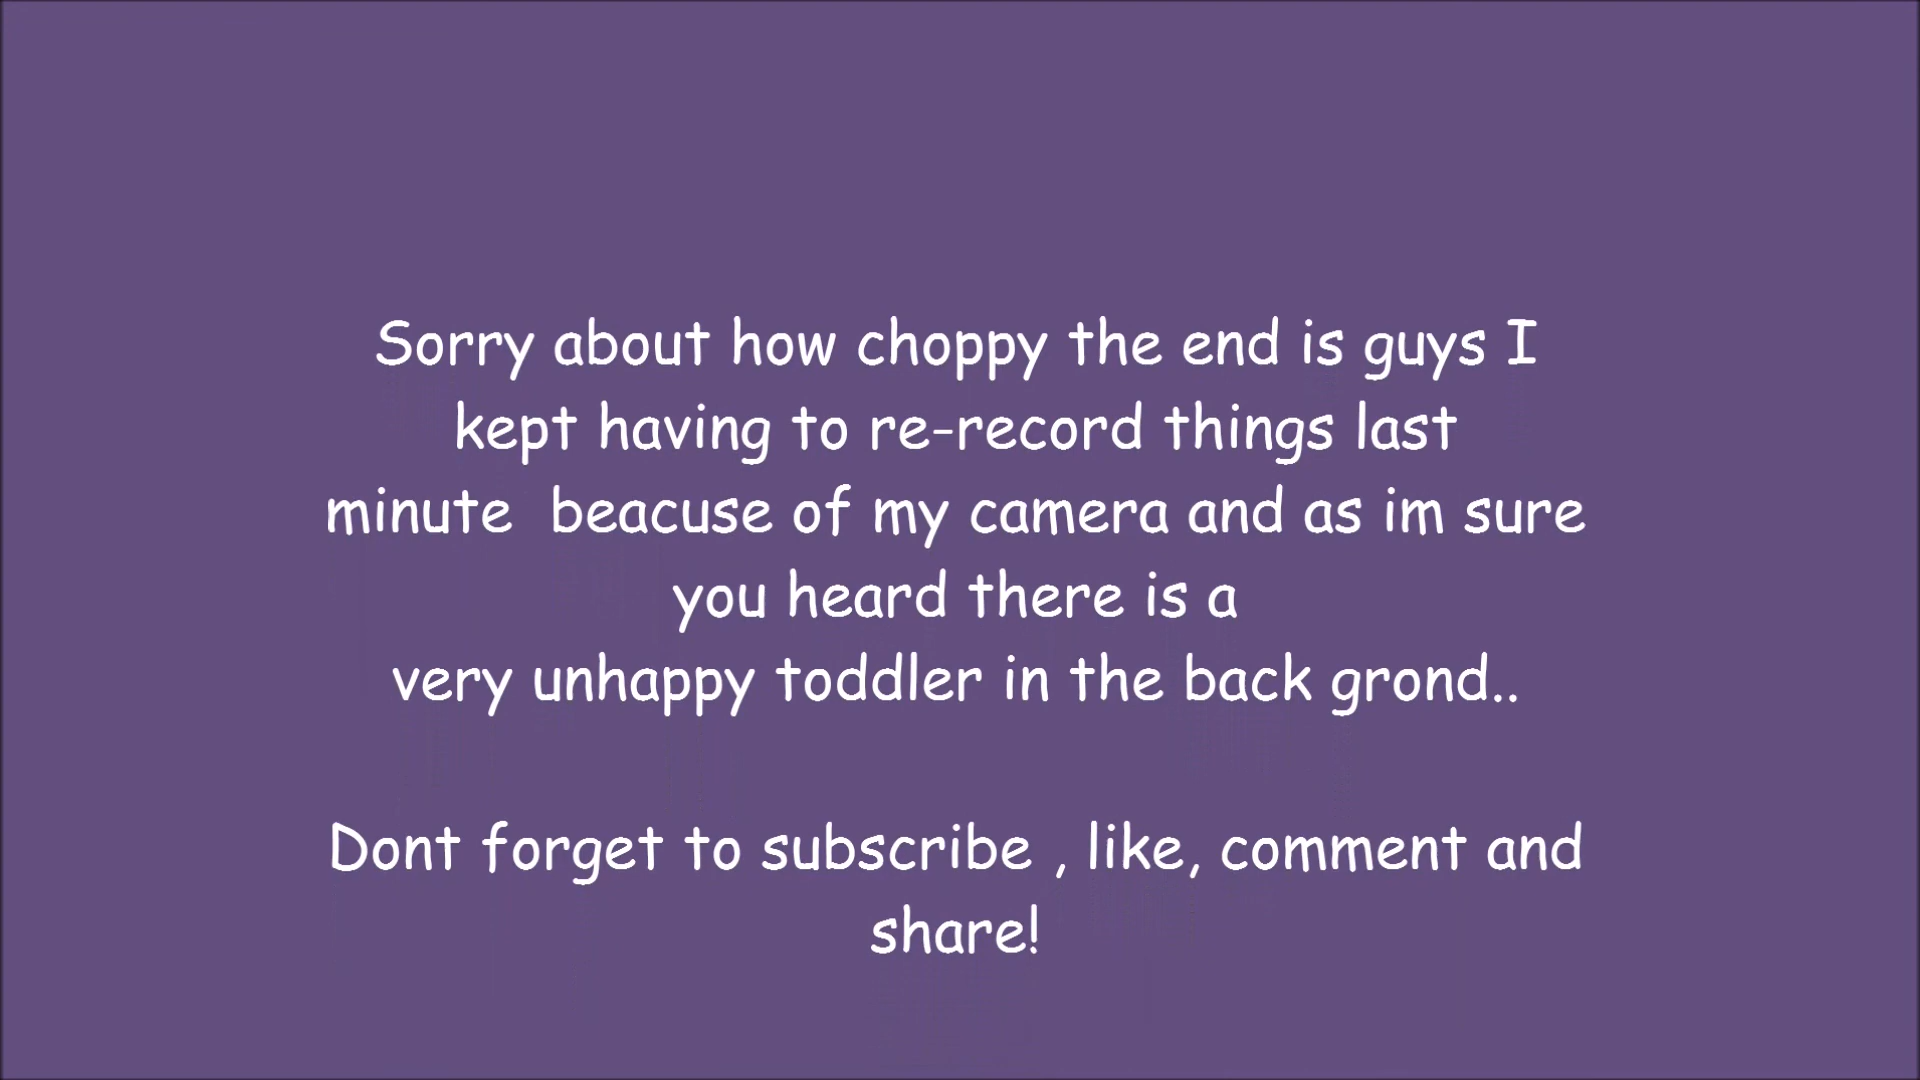 Sorry about how choppy the end is guys I
kept having to re-record things last
minute  beacuse of my camera and as im sure
you heard there is a
very unhappy toddler in the back grond..
Dont forget to subscribe , like, comment and
share!